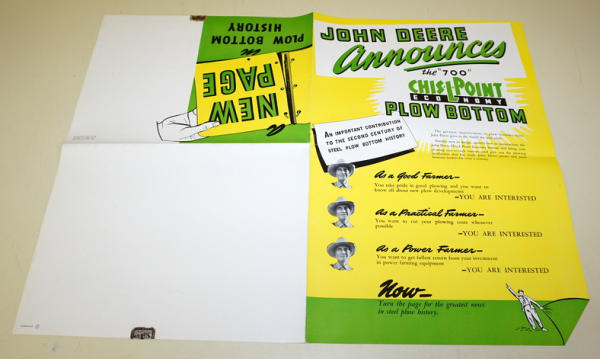 A
NEW
PAGE
in
PLOW BOTTOM
HISTORY
JOHN DEERE
Announces
the "700"
CHISL-POINT
ECONOMY
PLOW BOTTOM
AN IMPORTANT CONTRIBUTION
TO THE SECOND CENTURY OF
STEEL PLOW BOTTOM HISTORY
As a Good Farmer—
You take pride in good plowing and you want to
know all about new plow developments
—YOU ARE INTERESTED
As a Practical Farmer—
You want to cut your plowing costs whenever
possible
—YOU ARE INTERESTED
As a Power Farmer—
You want to get fullest return from your investment
in power farming equipment
—YOU ARE INTERESTED
Now—
Turn the page for the greatest news
in steel plow history.